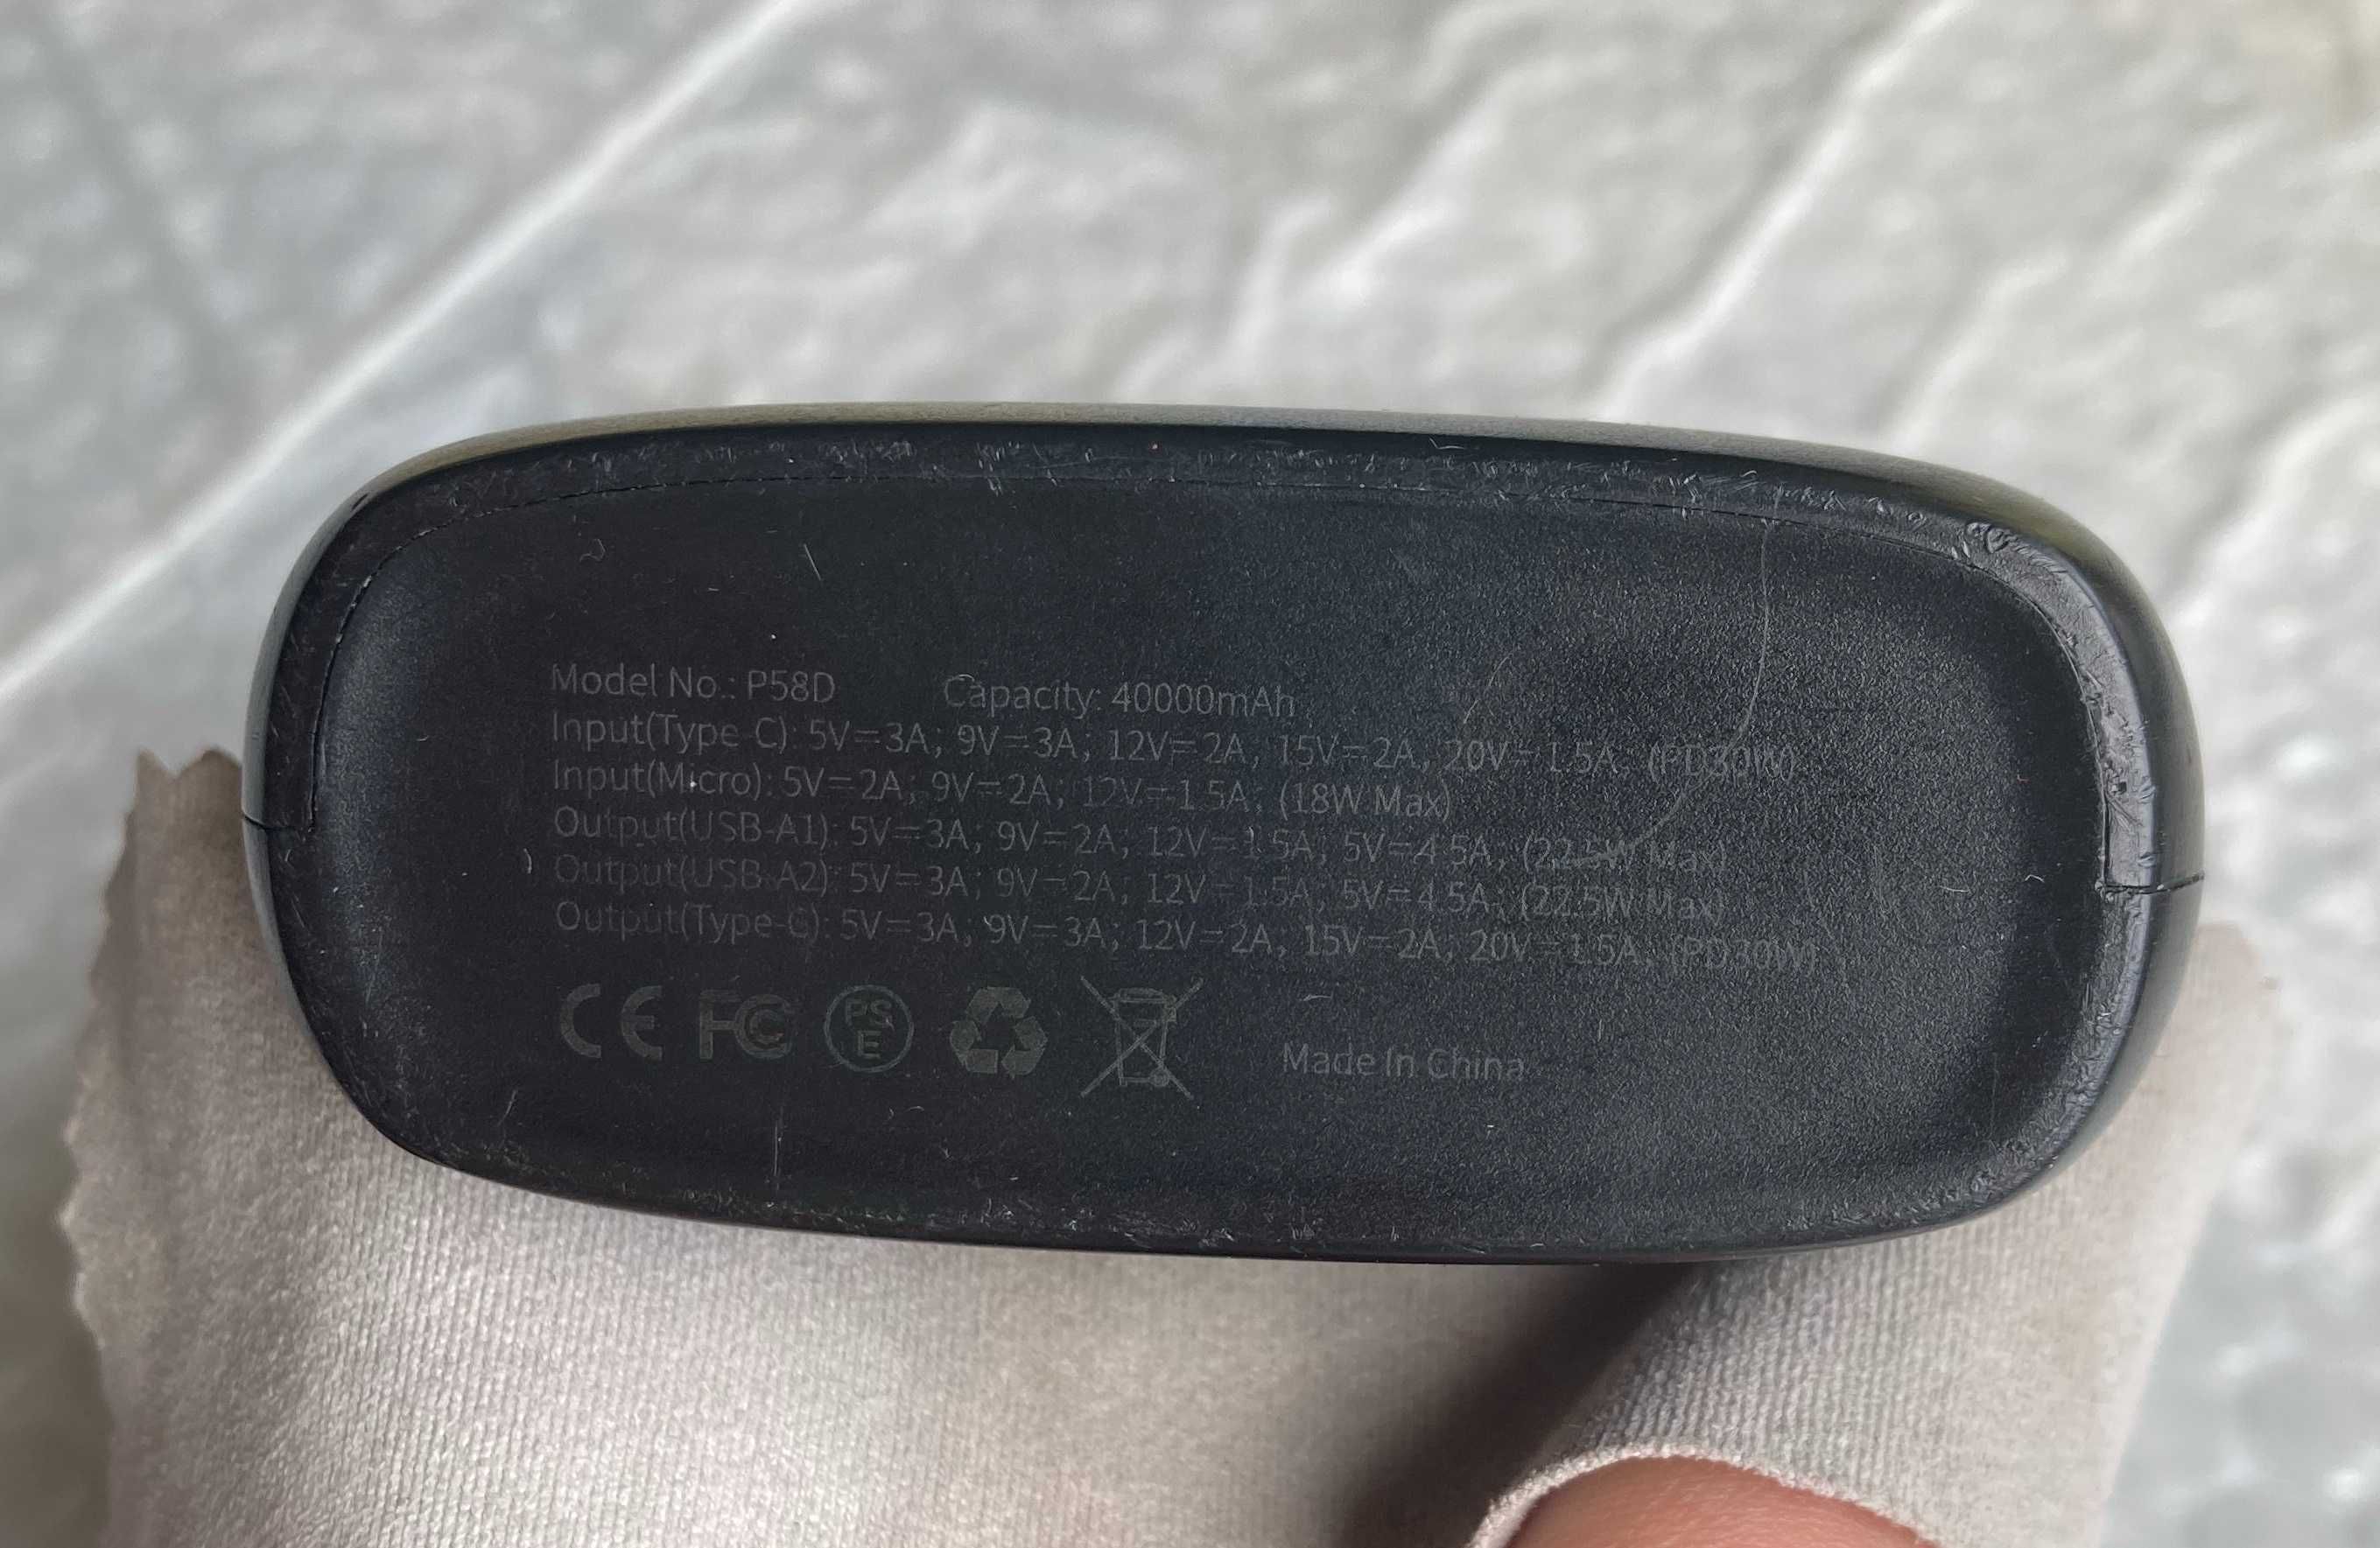 Model No.: P58D Capacity: 40000mAh
Input(Type-C): 5V⎓3A; 9V⎓3A; 12V⎓2A, 15V⎓2A, 20V⎓1.5A, (PD30W)
Input(Micro): 5V⎓2A; 9V⎓2A; 12V⎓1.5A, (18W Max)
Output(USB-A1): 5V⎓3A; 9V⎓2A; 12V⎓1.5A, 5V⎓4.5A, (22.5W Max)
Output(USB-A2): 5V⎓3A; 9V⎓2A; 12V⎓1.5A, 5V⎓4.5A, (22.5W Max)
Output(Type-C): 5V⎓3A; 9V⎓3A; 12V⎓2A, 15V⎓2A, 20V⎓1.5A, (PD30W)
CE FC PSE Made In China